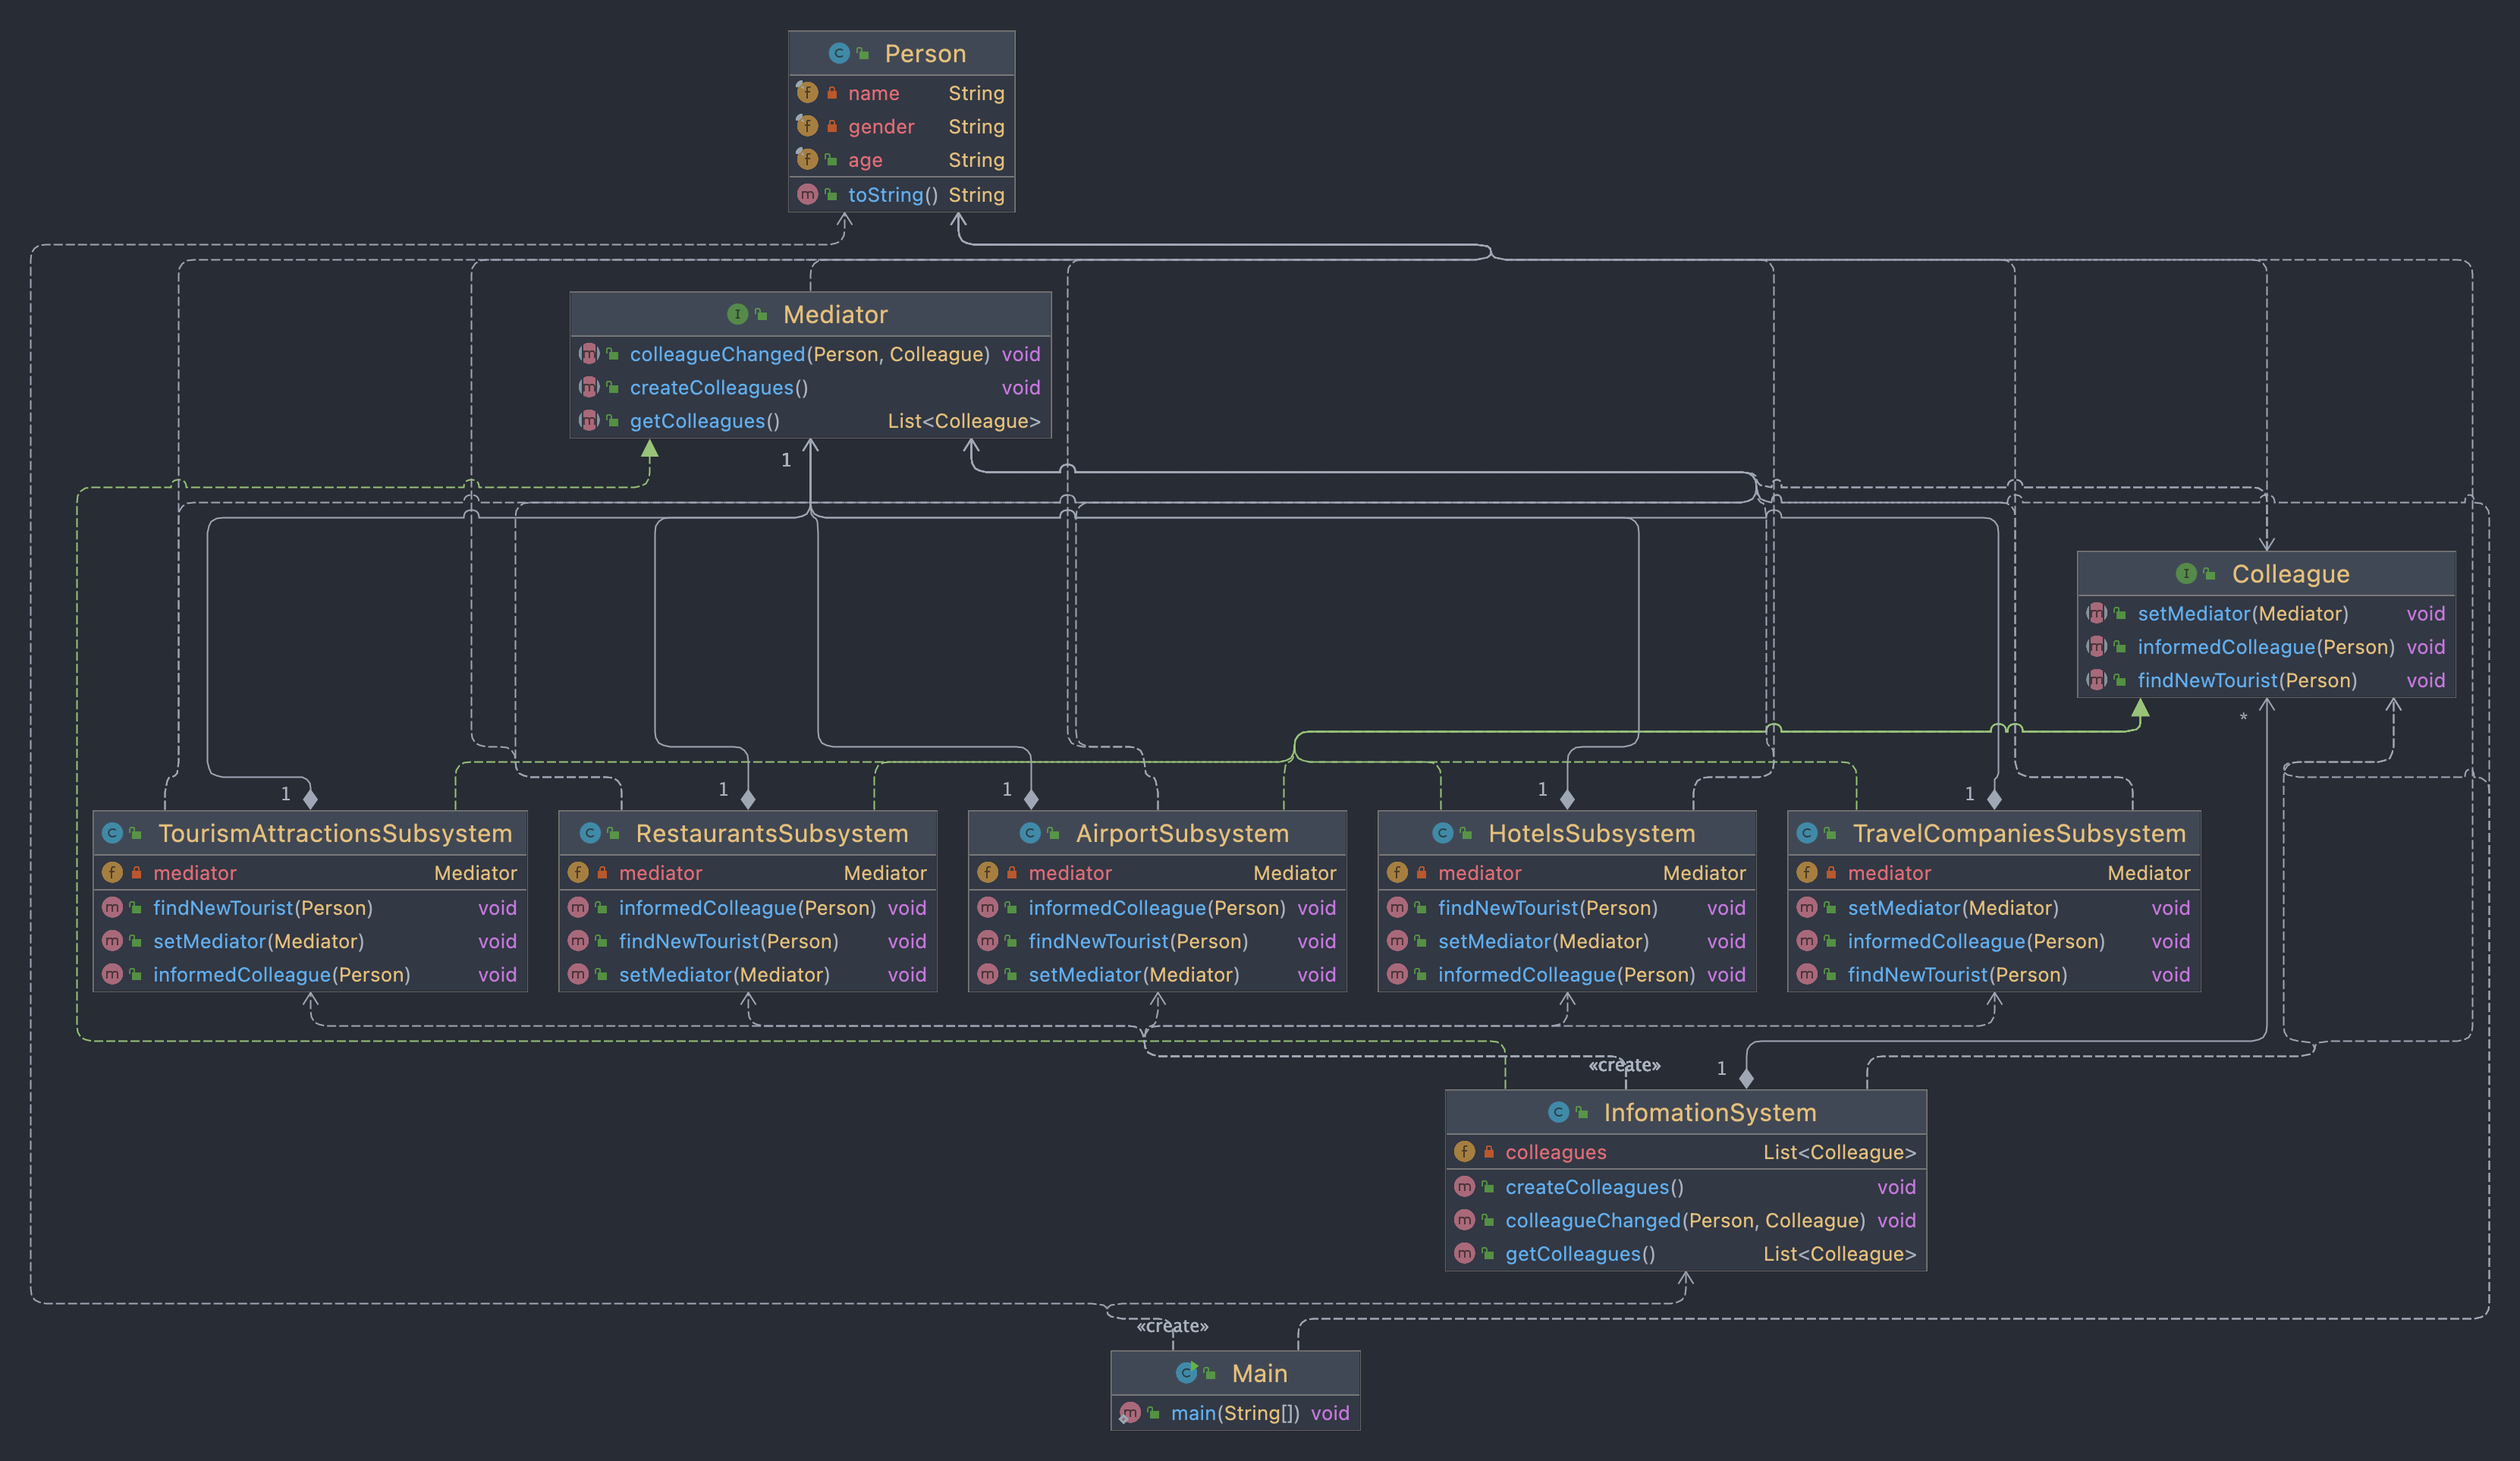 Person
name String
gender String
age String
toString() String
Mediator
colleagueChanged(Person, Colleague) void
createColleagues() void
getColleagues() List<Colleague>
1
Colleague
setMediator(Mediator) void
informedColleague(Person) void
findNewTourist(Person) void
*
1
1
1
1
1
TourismAttractionsSubsystem
mediator Mediator
findNewTourist(Person) void
setMediator(Mediator) void
informedColleague(Person) void
RestaurantsSubsystem
mediator Mediator
informedColleague(Person) void
findNewTourist(Person) void
setMediator(Mediator) void
AirportSubsystem
mediator Mediator
informedColleague(Person) void
findNewTourist(Person) void
setMediator(Mediator) void
HotelsSubsystem
mediator Mediator
findNewTourist(Person) void
setMediator(Mediator) void
informedColleague(Person) void
TravelCompaniesSubsystem
mediator Mediator
setMediator(Mediator) void
informedColleague(Person) void
findNewTourist(Person) void
«create»
1
InfomationSystem
colleagues List<Colleague>
createColleagues() void
colleagueChanged(Person, Colleague) void
getColleagues() List<Colleague>
«create»
Main
main(String[]) void